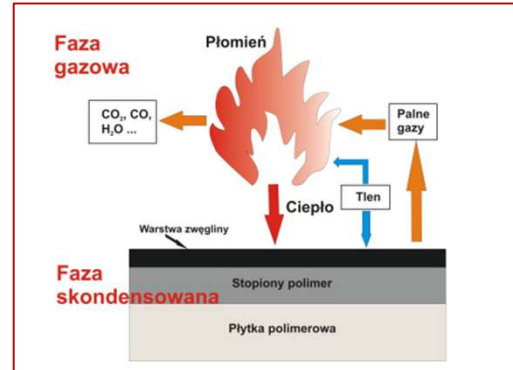 Faza
gazowa
Płomień
CO₂, CO,
H₂O ...
Palne
gazy
Tlen
Ciepło
Warstwa zwęgliny
Faza
skondensowana
Stopiony polimer
Płytka polimerowa